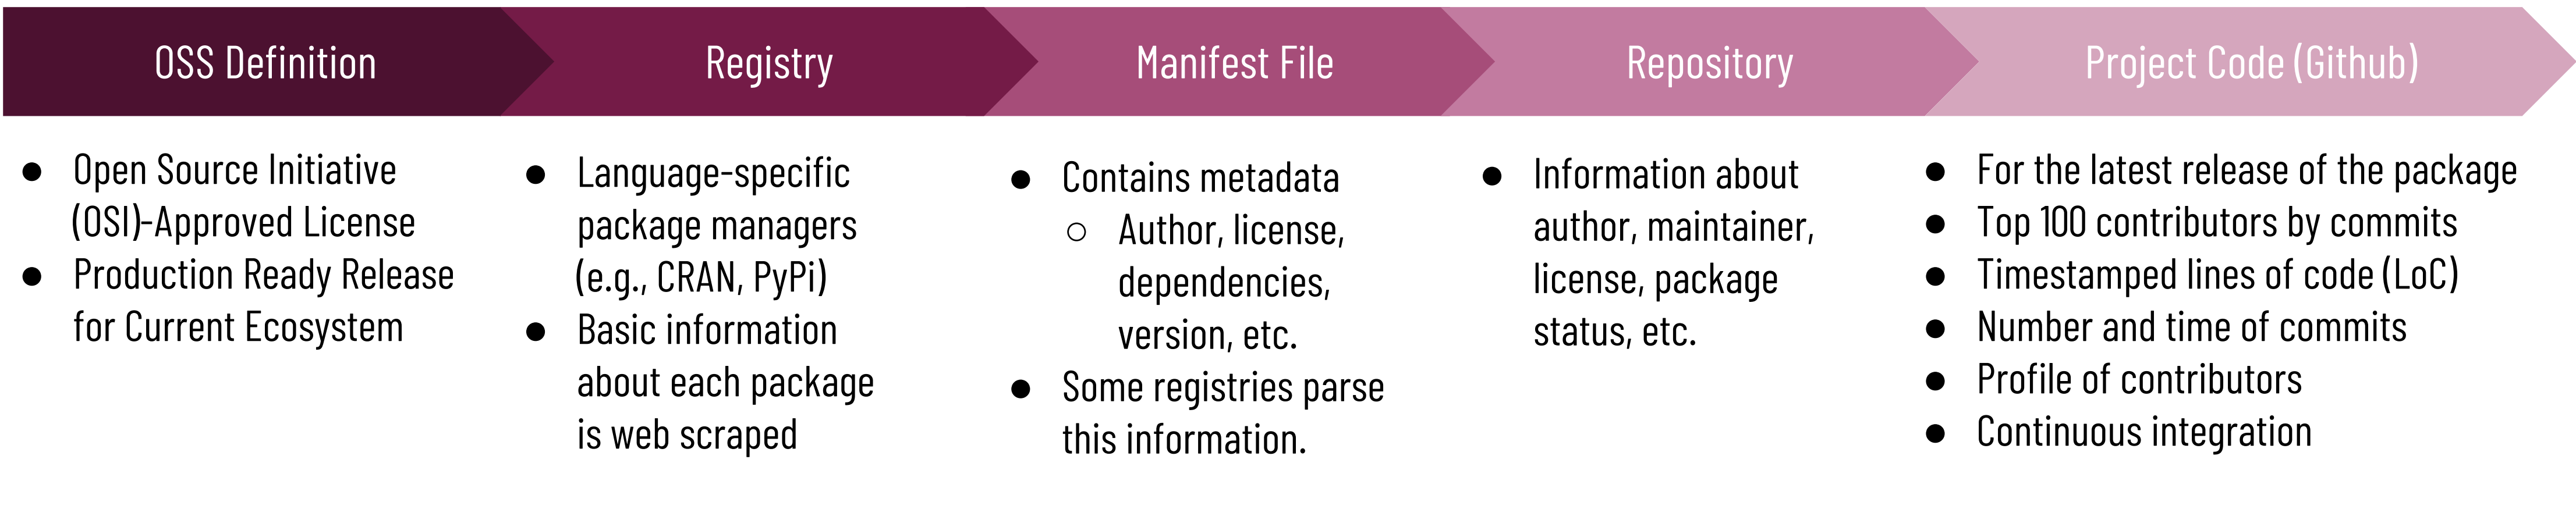 OSS Definition
Registry
Manifest File
Repository
Project Code (Github)
● Open Source Initiative
(OSI)-Approved License
● Production Ready Release
for Current Ecosystem
● Language-specific
package managers
(e.g., CRAN, PyPi)
● Basic information
about each package
is web scraped
● Contains metadata
○ Author, license,
dependencies,
version, etc.
● Some registries parse
this information.
● Information about
author, maintainer,
license, package
status, etc.
● For the latest release of the package
● Top 100 contributors by commits
● Timestamped lines of code (LoC)
● Number and time of commits
● Profile of contributors
● Continuous integration